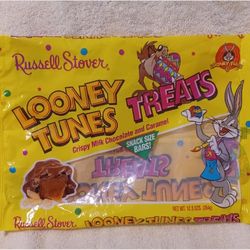 Russell Stover
LOONEY
TUNES
TREATS
Crispy Milk Chocolate and Caramel
SNACK SIZE
BARS!
Russell Stover
LOONEY TUNES TREATS